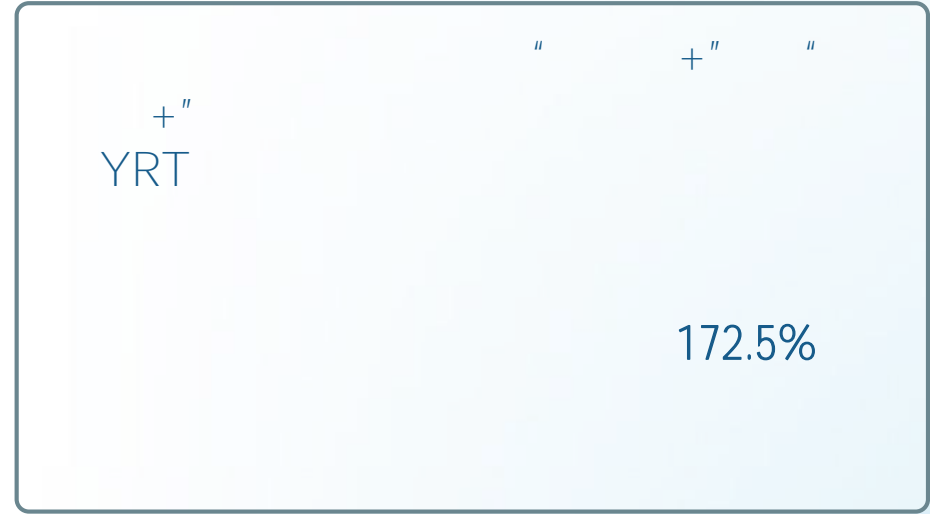 “ +” “
+”
YRT
172.5%